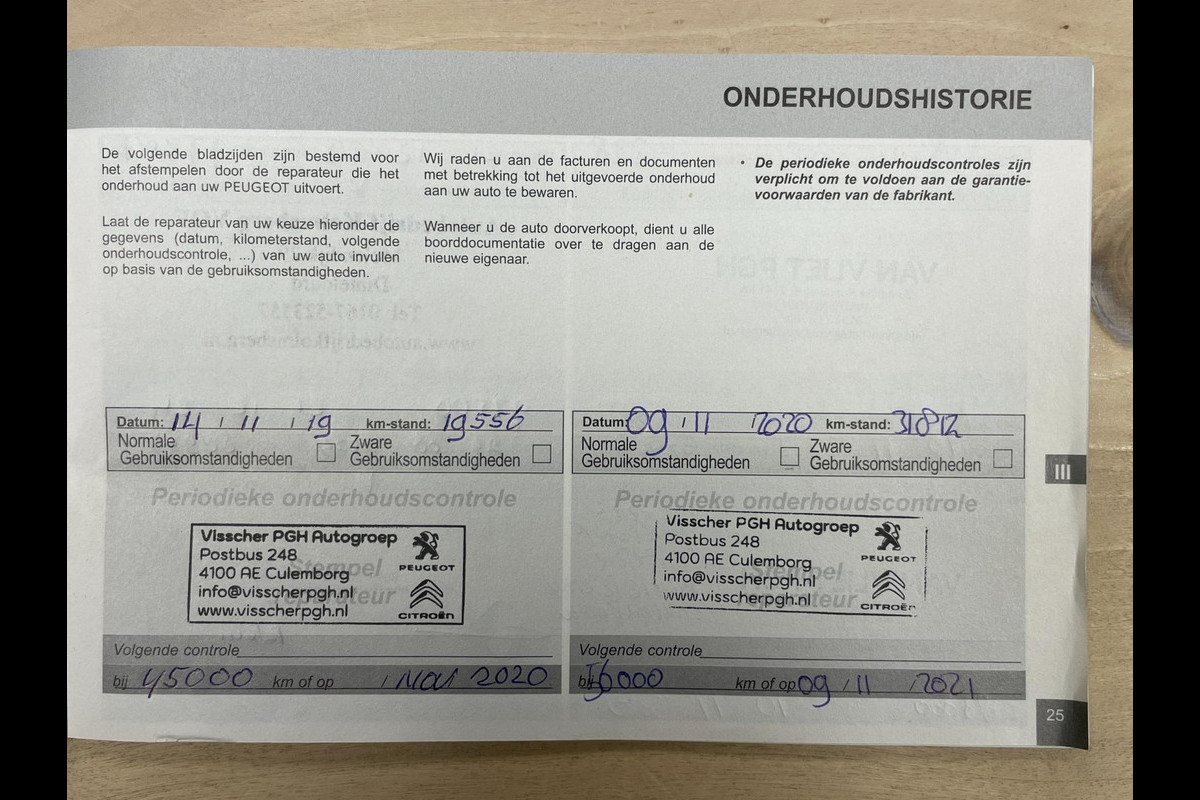 ONDERHOUDSHISTORIE
De volgende bladzijden zijn bestemd voor
het afstempelen door de reparateur die het
onderhoud aan uw PEUGEOT uitvoert.
Laat de reparateur van uw keuze hieronder de
gegevens (datum, kilometerstand, volgende
onderhoudscontrole, ...) van uw auto invullen
op basis van de gebruiksomstandigheden.
Wij raden u aan de facturen en documenten
met betrekking tot het uitgevoerde onderhoud
aan uw auto te bewaren.
Wanneer u de auto doorverkoopt, dient u alle
boorddocumentatie over te dragen aan de
nieuwe eigenaar.
• De periodieke onderhoudscontroles zijn
verplicht om te voldoen aan de garantie-
voorwaarden van de fabrikant.
Datum: 14 / 11 / 19 km-stand: 19556
Normale
Gebruiksomstandigheden
Zware
Gebruiksomstandigheden
Periodieke onderhoudscontrole
Visscher PGH Autogroep
Postbus 248
4100 AE Culemborg
info@visscherpgh.nl
www.visscherpgh.nl
PEUGEOT
CITROËN
Stempel
reparateur
Volgende controle
bij 45000 km of op / Nov 2020
Datum: 09 / 11 / 2020 km-stand: 31812
Normale
Gebruiksomstandigheden
Zware
Gebruiksomstandigheden
Periodieke onderhoudscontrole
Visscher PGH Autogroep
Postbus 248
4100 AE Culemborg
info@visscherpgh.nl
www.visscherpgh.nl
PEUGEOT
CITROËN
Stempel
reparateur
Volgende controle
bij 56000 km of op 09 / 11 / 2021
III
25